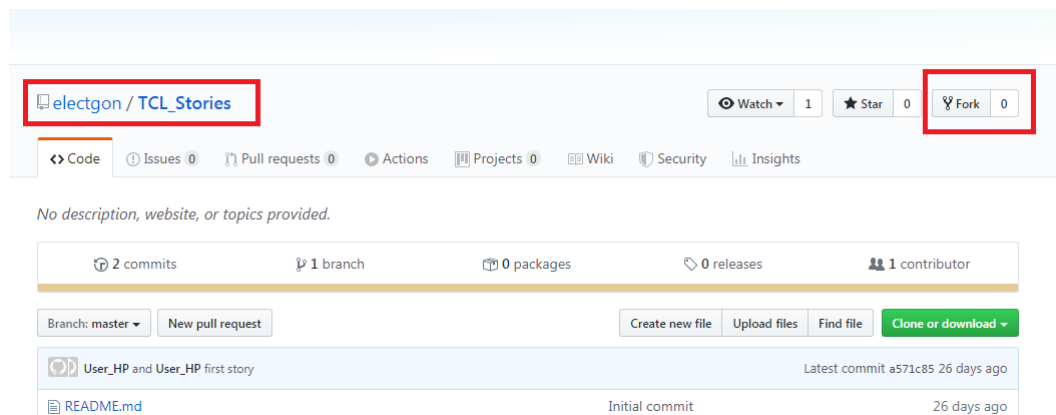 electgon / TCL_Stories
Watch 1 Star 0 Fork 0
Code Issues 0 Pull requests 0 Actions Projects 0 Wiki Security Insights
No description, website, or topics provided.
2 commits 1 branch 0 packages 0 releases 1 contributor
Branch: master New pull request Create new file Upload files Find file Clone or download
User_HP and User_HP first story Latest commit a571c85 26 days ago
README.md Initial commit 26 days ago